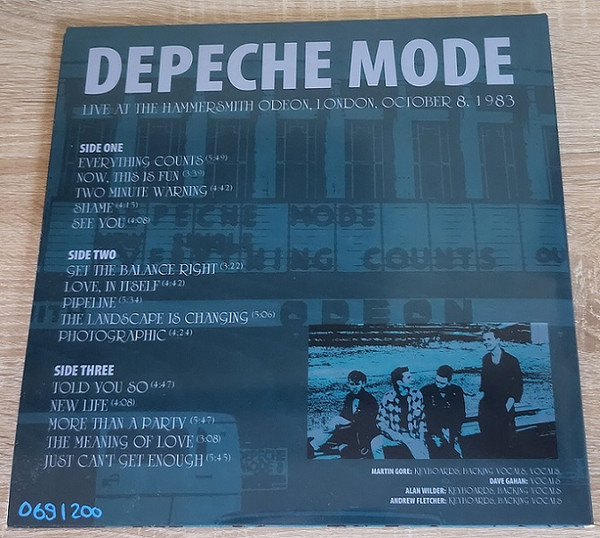 DEPECHE MODE
LIVE AT THE HAMMERSMITH ODEON, LONDON, OCTOBER 8, 1983
SIDE ONE
EVERYTHING COUNTS (5:49)
NOW, THIS IS FUN (3:39)
TWO MINUTE WARNING (4:42)
SHAME (4:15)
SEE YOU (4:08)
SIDE TWO
GET THE BALANCE RIGHT (3:22)
LOVE, IN ITSELF (4:42)
PIPELINE (5:34)
THE LANDSCAPE IS CHANGING (5:06)
PHOTOGRAPHIC (4:24)
SIDE THREE
TOLD YOU SO (4:47)
NEW LIFE (4:08)
MORE THAN A PARTY (5:47)
THE MEANING OF LOVE (3:08)
JUST CAN'T GET ENOUGH (5:45)
DEPECHE MODE
COUNTS
ODEON
MARTIN GORE: KEYBOARDS, BACKING VOCALS, VOCALS
DAVE GAHAN: VOCALS
ALAN WILDER: KEYBOARDS, BACKING VOCALS
ANDREW FLETCHER: KEYBOARDS, BACKING VOCALS
069/200